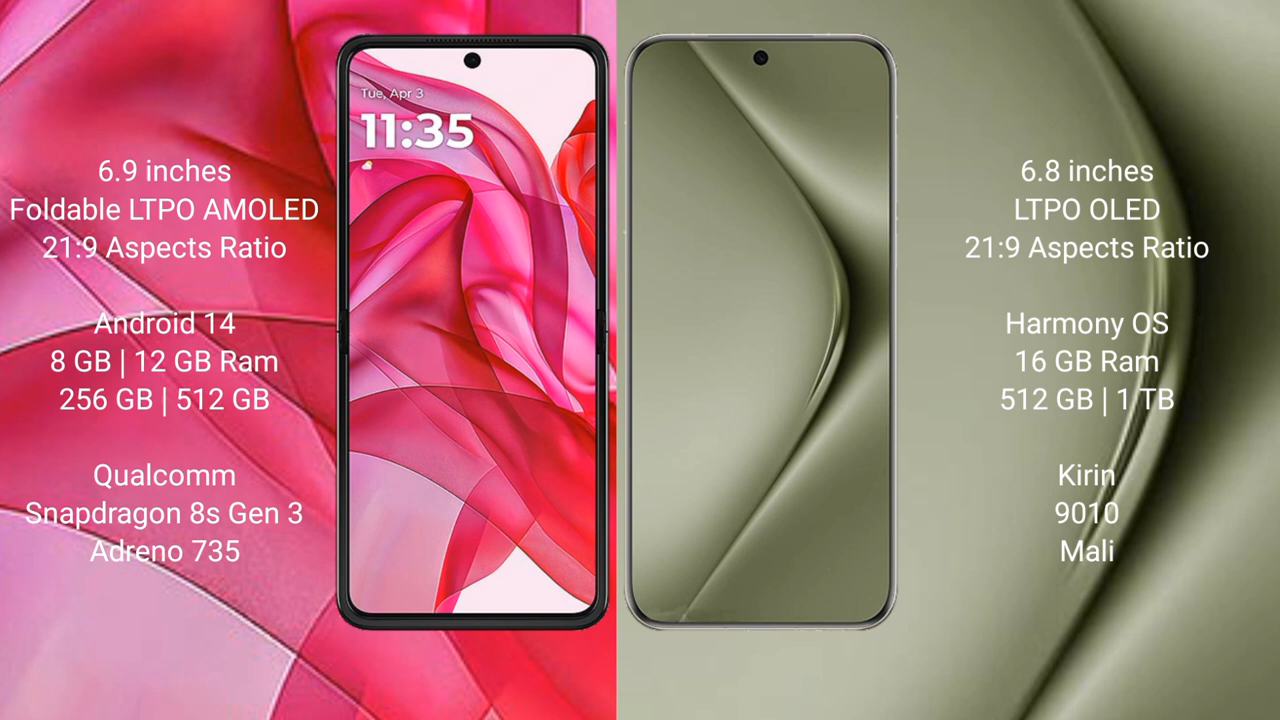 6.9 inches
Foldable LTPO AMOLED
21:9 Aspects Ratio
Android 14
8 GB | 12 GB Ram
256 GB | 512 GB
Qualcomm
Snapdragon 8s Gen 3
Adreno 735
Tue, Apr 3
11:35
6.8 inches
LTPO OLED
21:9 Aspects Ratio
Harmony OS
16 GB Ram
512 GB | 1 TB
Kirin
9010
Mali